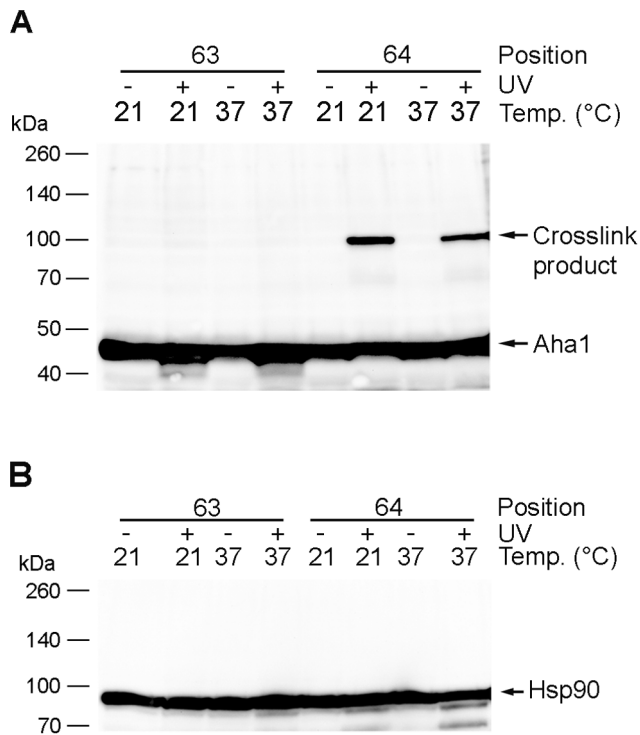 A
63 64 Position
- + - + - + - + UV
21 21 37 37 21 21 37 37 Temp. (°C)
kDa
260
140
100
70
50
40
Crosslink
product
Aha1
B
63 64 Position
- + - + - + - + UV
21 21 37 37 21 21 37 37 Temp. (°C)
kDa
260
140
100
70
Hsp90